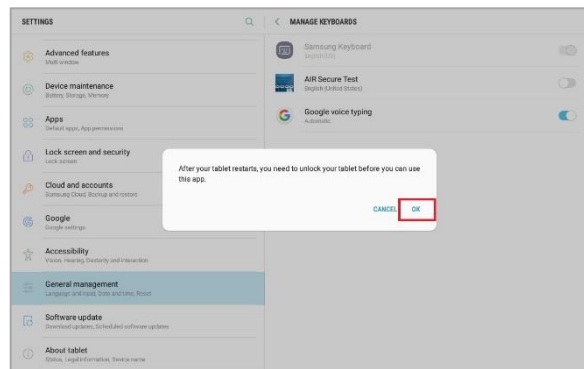 SETTINGS
MANAGE KEYBOARDS
Advanced features
Multi window
Device maintenance
Battery, Storage, Memory
Apps
Default apps, App permissions
Lock screen and security
Lock screen
Cloud and accounts
Samsung Cloud, Backup and restore
Google
Google settings
Accessibility
Vision, Hearing, Dexterity and interaction
General management
Language and input, Date and time, Reset
Software update
Download updates, Scheduled software updates
About tablet
Status, Legal information, Device name
Samsung Keyboard
English (US)
AIR Secure Test
English (United States)
Google voice typing
Automatic
After your tablet restarts, you need to unlock your tablet before you can use
this app.
CANCEL
OK